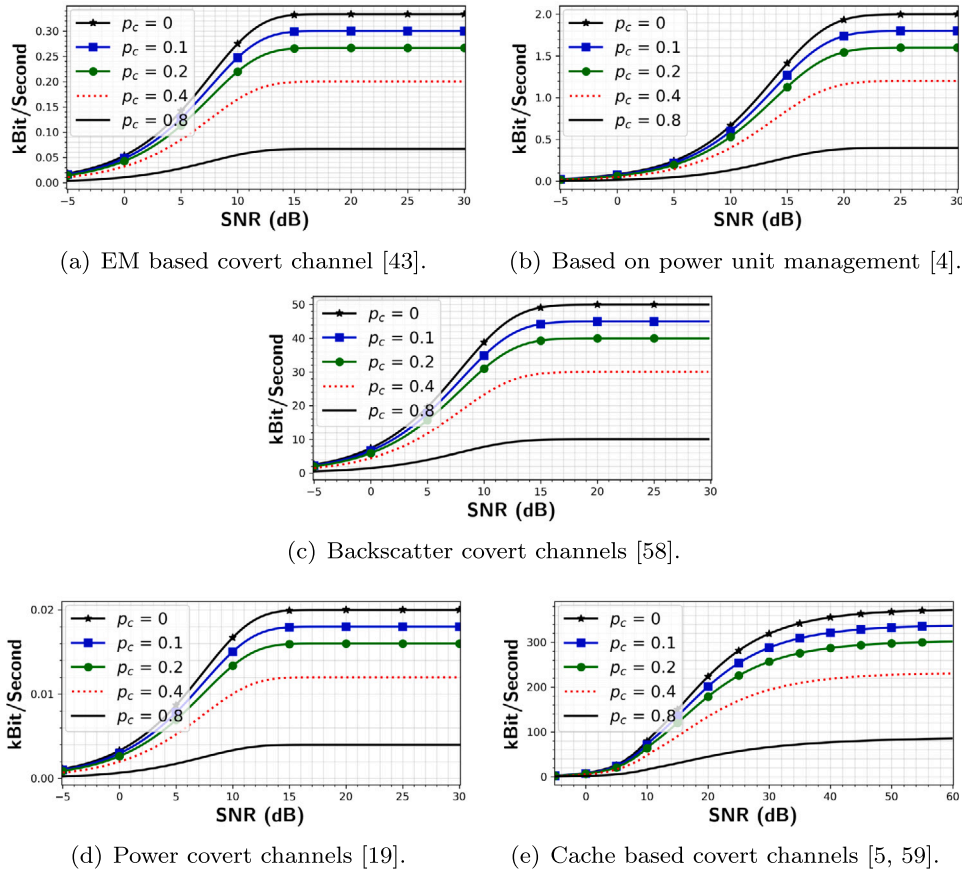 kBit/Second
0.30
0.25
0.20
0.15
0.10
0.05
0.00
p_c = 0
p_c = 0.1
p_c = 0.2
p_c = 0.4
p_c = 0.8
−5 0 5 10 15 20 25 30
SNR (dB)
(a) EM based covert channel [43].
kBit/Second
2.0
1.5
1.0
0.5
0.0
p_c = 0
p_c = 0.1
p_c = 0.2
p_c = 0.4
p_c = 0.8
−5 0 5 10 15 20 25 30
SNR (dB)
(b) Based on power unit management [4].
kBit/Second
50
40
30
20
10
0
p_c = 0
p_c = 0.1
p_c = 0.2
p_c = 0.4
p_c = 0.8
−5 0 5 10 15 20 25 30
SNR (dB)
(c) Backscatter covert channels [58].
kBit/Second
0.02
0.01
0.00
p_c = 0
p_c = 0.1
p_c = 0.2
p_c = 0.4
p_c = 0.8
−5 0 5 10 15 20 25 30
SNR (dB)
(d) Power covert channels [19].
kBit/Second
300
200
100
0
p_c = 0
p_c = 0.1
p_c = 0.2
p_c = 0.4
p_c = 0.8
0 10 20 30 40 50 60
SNR (dB)
(e) Cache based covert channels [5, 59].